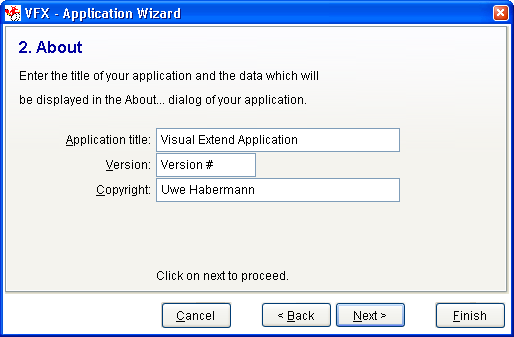 VFX - Application Wizard
2. About
Enter the title of your application and the data which will
be displayed in the About... dialog of your application.
Application title: Visual Extend Application
Version: Version #
Copyright: Uwe Habermann
Click on next to proceed.
Cancel < Back Next > Finish